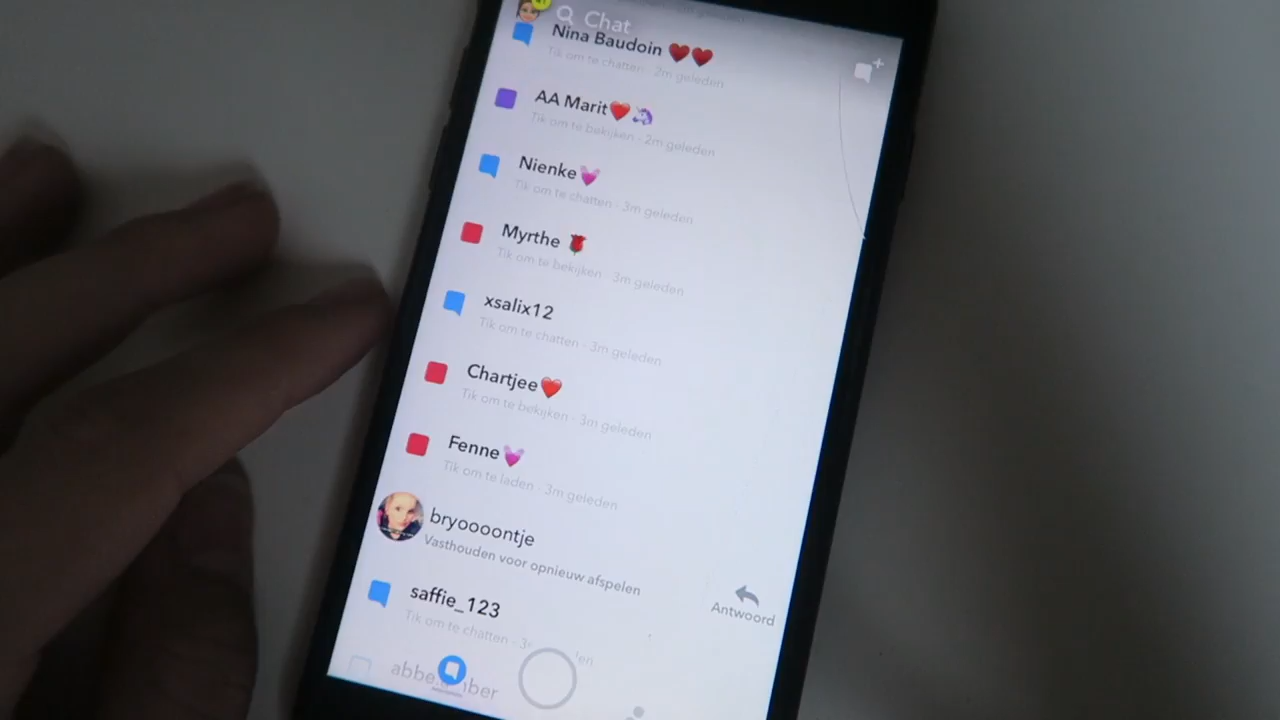 Chat
Nina Baudoin ❤️❤️
Tik om te chatten · 2m geleden
AA Marit❤️🦄
Tik om te bekijken · 2m geleden
Nienke💓
Tik om te chatten · 3m geleden
Myrthe 🌹
Tik om te bekijken · 3m geleden
xsalix12
Tik om te chatten · 3m geleden
Chartjee❤️
Tik om te bekijken · 3m geleden
Fenne💓
Tik om te laden · 3m geleden
bryoooontje
Vasthouden voor opnieuw afspelen
Antwoord
saffie_123
Tik om te chatten